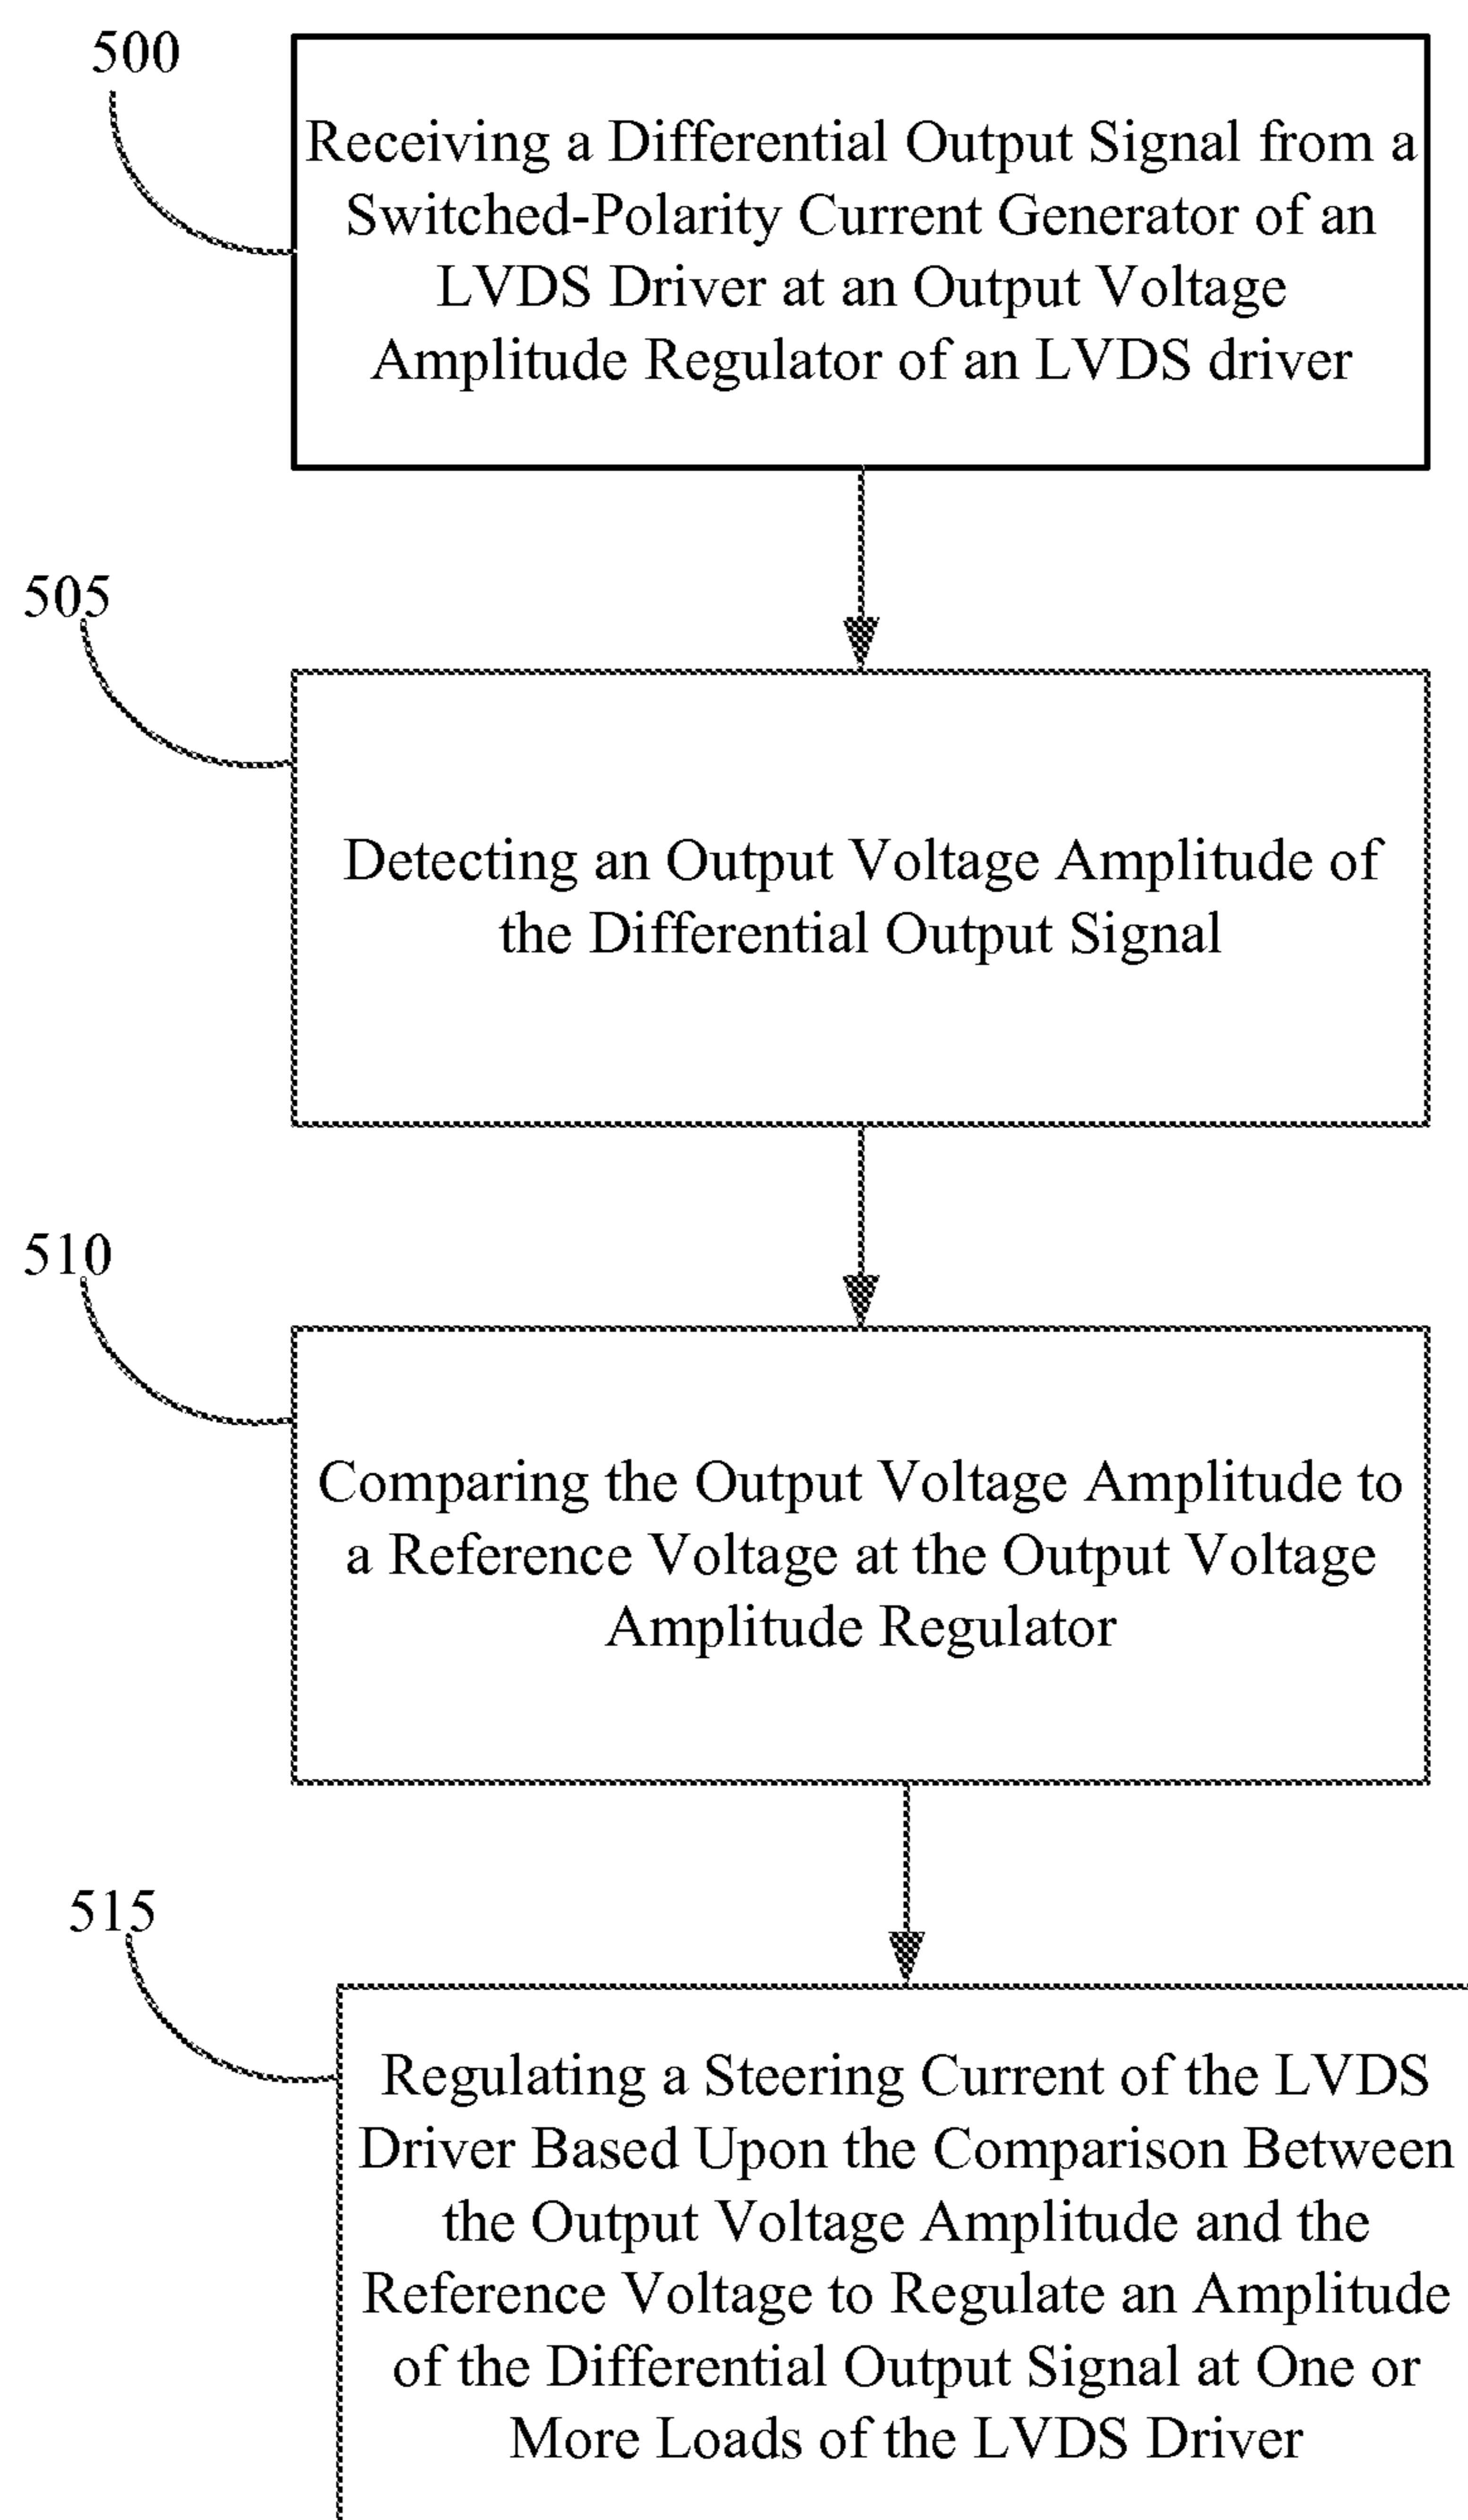 500
Receiving a Differential Output Signal from a
Switched-Polarity Current Generator of an
LVDS Driver at an Output Voltage
Amplitude Regulator of an LVDS driver
505
Detecting an Output Voltage Amplitude of
the Differential Output Signal
510
Comparing the Output Voltage Amplitude to
a Reference Voltage at the Output Voltage
Amplitude Regulator
515
Regulating a Steering Current of the LVDS
Driver Based Upon the Comparison Between
the Output Voltage Amplitude and the
Reference Voltage to Regulate an Amplitude
of the Differential Output Signal at One or
More Loads of the LVDS Driver